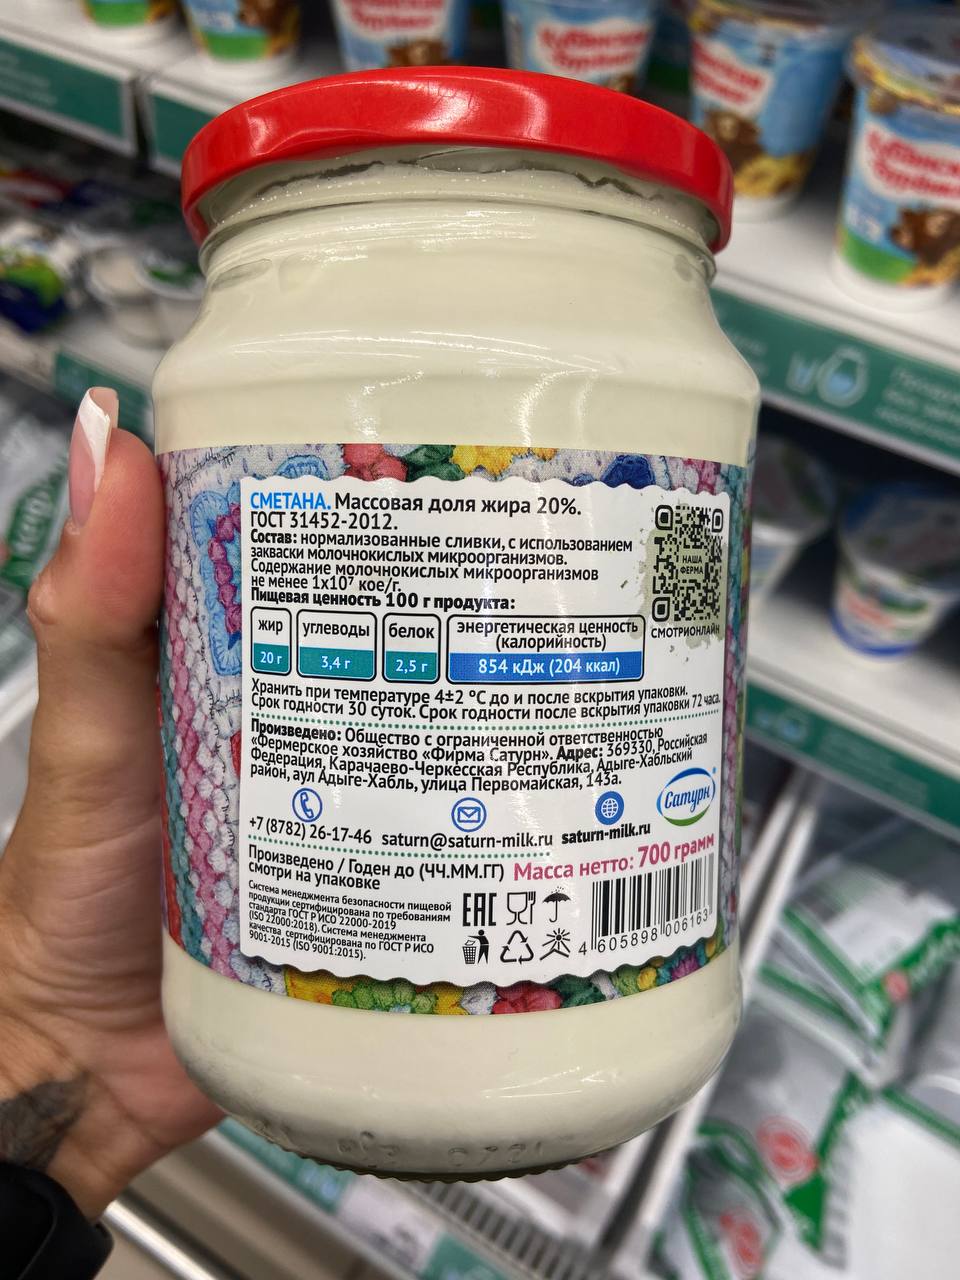 СМЕТАНА. Массовая доля жира 20%.
ГОСТ 31452-2012.
Состав: нормализованные сливки, с использованием
закваски молочнокислых микроорганизмов.
Содержание молочнокислых микроорганизмов
не менее 1х10⁷ кое/г.
Пищевая ценность 100 г продукта:
жир
20 г
углеводы
3,4 г
белок
2,5 г
энергетическая ценность
(калорийность)
854 кДж (204 ккал)
НАША
ФЕРМА
СМОТРИОНЛАЙН
Хранить при температуре 4±2 °С до и после вскрытия упаковки.
Срок годности 30 суток. Срок годности после вскрытия упаковки 72 часа.
Произведено: Общество с ограниченной ответственностью
«Фермерское хозяйство «Фирма Сатурн». Адрес: 369330, Российская
Федерация, Карачаево-Черкесская Республика, Адыге-Хабльский
район, аул Адыге-Хабль, улица Первомайская, 143а.
Сатурн
+7 (8782) 26-17-46 saturn@saturn-milk.ru saturn-milk.ru
Произведено / Годен до (ЧЧ.ММ.ГГ)
смотри на упаковке
Масса нетто: 700 грамм
Система менеджмента безопасности пищевой
продукции сертифицирована по требованиям
стандарта ГОСТ Р ИСО 22000-2019
(ISO 22000:2018). Система менеджмента
качества сертифицирована по ГОСТ Р ИСО
9001-2015 (ISO 9001:2015).
EAC
4 605898 006163